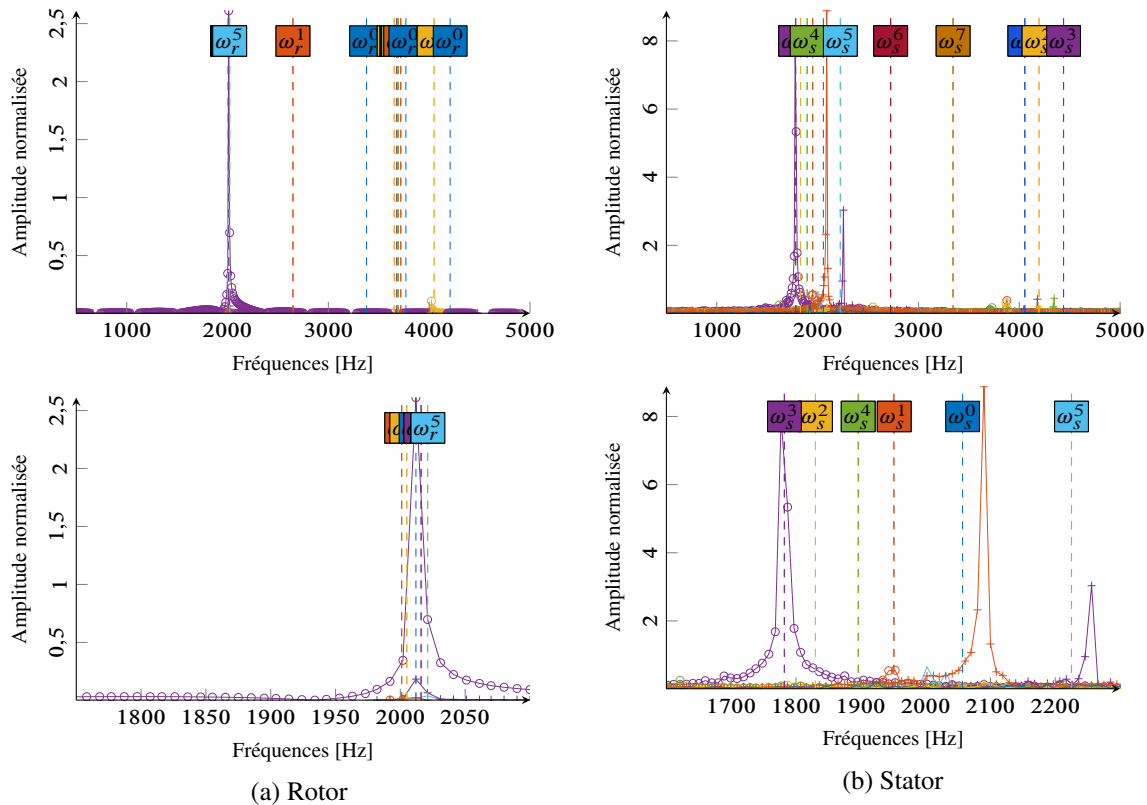 Amplitude normalisée
2,5
2
1,5
1
0,5
ω_r^5
ω_r^1
ω_r^0
ω_r^0
ω_r^0
1000
2000
3000
4000
5000
Fréquences [Hz]
Amplitude normalisée
8
6
4
2
ω_s^4
ω_s^5
ω_s^6
ω_s^7
ω_s^3
1000
2000
3000
4000
5000
Fréquences [Hz]
Amplitude normalisée
2,5
2
1,5
1
0,5
ω_r^5
1800
1850
1900
1950
2000
2050
Fréquences [Hz]
(a) Rotor
Amplitude normalisée
8
6
4
2
ω_s^3
ω_s^2
ω_s^4
ω_s^1
ω_s^0
ω_s^5
1700
1800
1900
2000
2100
2200
Fréquences [Hz]
(b) Stator